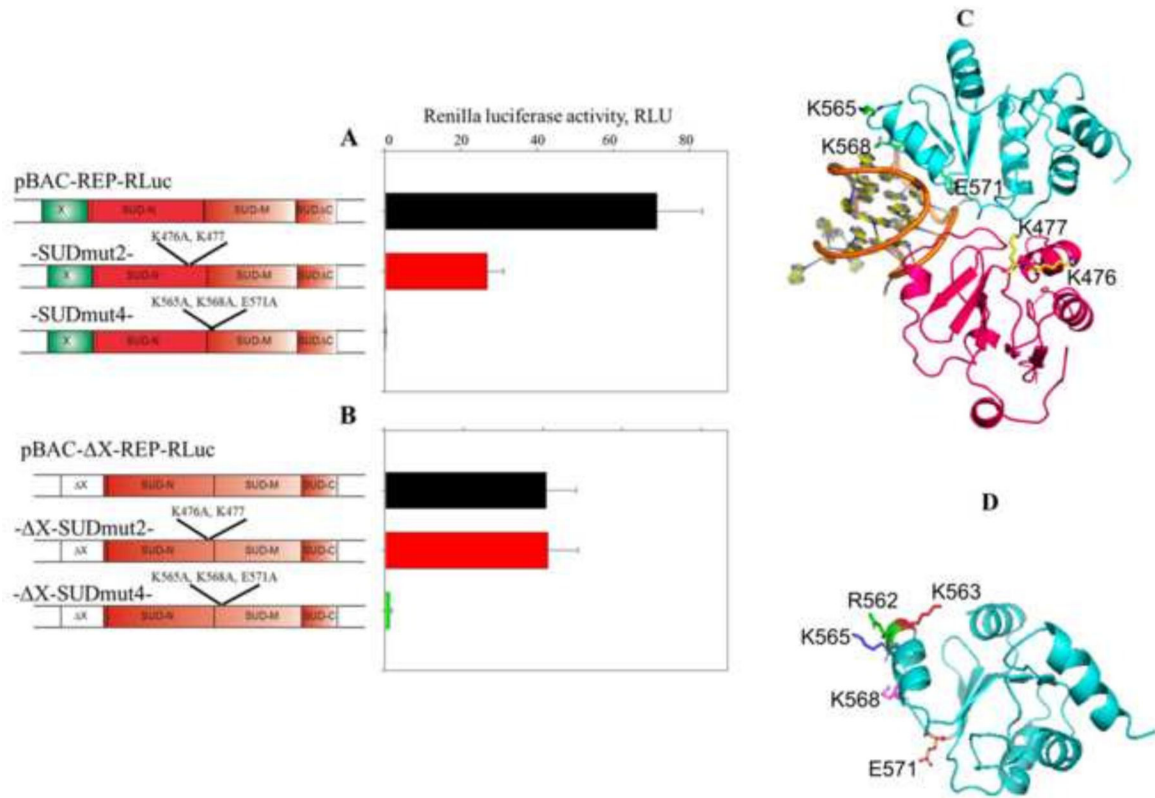 C
Renilla luciferase activity, RLU
A
0 20 40 60 80
pBAC-REP-RLuc
X SUD-N SUD-M SUDΔC
K476A, K477
-SUDmut2-
X SUD-N SUD-M SUDΔC
K565A, K568A, E571A
-SUDmut4-
X SUD-N SUD-M SUDΔC
K565
K568
E571
K477
K476
B
pBAC-ΔX-REP-RLuc
ΔX SUD-N SUD-M SUD-C
K476A, K477
-ΔX-SUDmut2-
ΔX SUD-N SUD-M SUD-C
K565A, K568A, E571A
-ΔX-SUDmut4-
ΔX SUD-N SUD-M SUD-C
D
R562
K563
K565
K568
E571